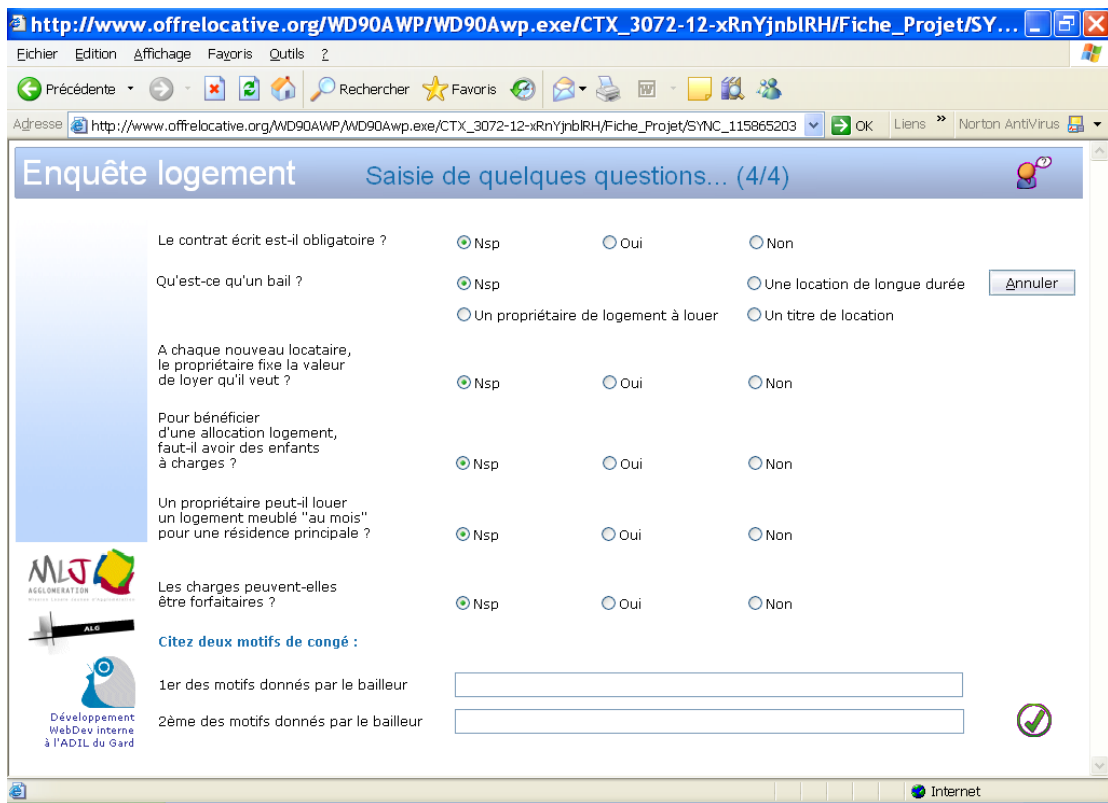 http://www.offrelocative.org/WD90AWP/WD90Awp.exe/CTX_3072-12-xRnYjnblRH/Fiche_Projet/SY...
Fichier Edition Affichage Favoris Outils ?
Précédente Rechercher Favoris
Adresse http://www.offrelocative.org/WD90AWP/WD90Awp.exe/CTX_3072-12-xRnYjnblRH/Fiche_Projet/SYNC_115865203 OK Liens » Norton AntiVirus
Enquête logement Saisie de quelques questions... (4/4)
Le contrat écrit est-il obligatoire ? Nsp Oui Non
Qu'est-ce qu'un bail ? Nsp Une location de longue durée Annuler
Un propriétaire de logement à louer Un titre de location
A chaque nouveau locataire,
le propriétaire fixe la valeur
de loyer qu'il veut ? Nsp Oui Non
Pour bénéficier
d'une allocation logement,
faut-il avoir des enfants
à charges ? Nsp Oui Non
Un propriétaire peut-il louer
un logement meublé "au mois"
pour une résidence principale ? Nsp Oui Non
MLJ
AGGLOMERATION
Les charges peuvent-elles
être forfaitaires ? Nsp Oui Non
ALG
Citez deux motifs de congé :
1er des motifs donnés par le bailleur
2ème des motifs donnés par le bailleur
Développement
WebDev interne
à l'ADIL du Gard
Internet